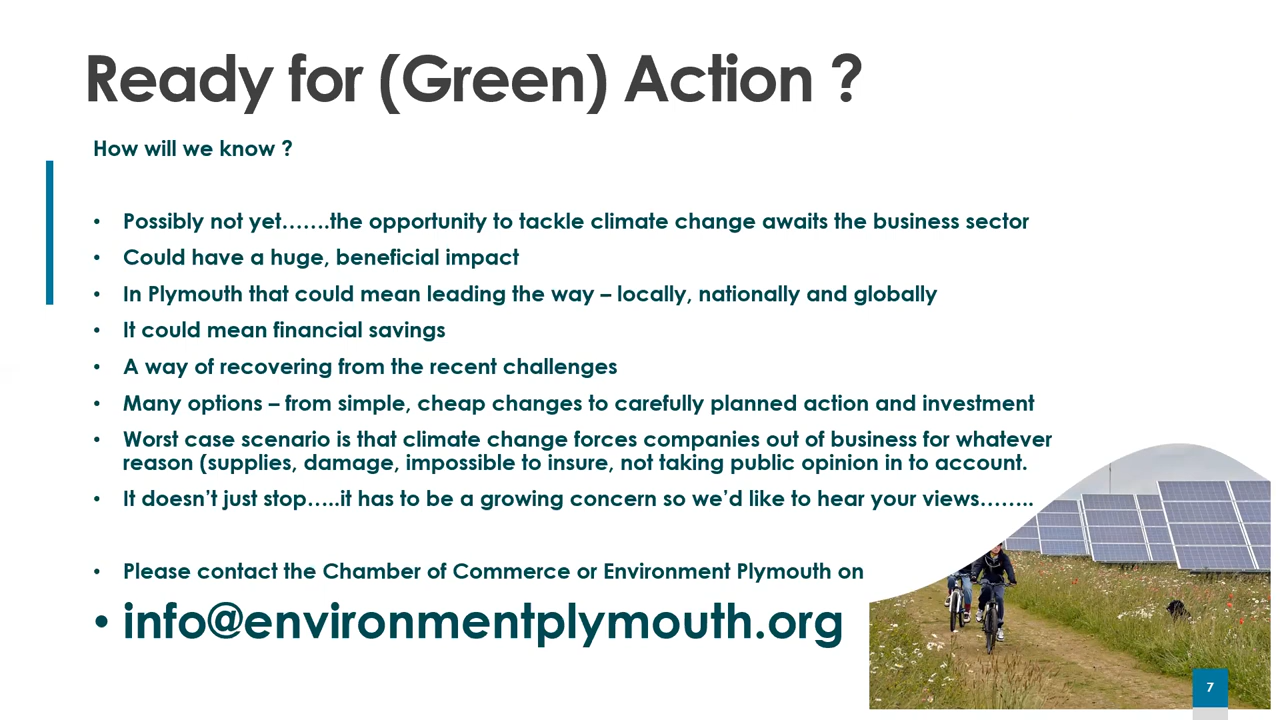 Ready for (Green) Action ?
How will we know ?
• Possibly not yet…….the opportunity to tackle climate change awaits the business sector
• Could have a huge, beneficial impact
• In Plymouth that could mean leading the way – locally, nationally and globally
• It could mean financial savings
• A way of recovering from the recent challenges
• Many options – from simple, cheap changes to carefully planned action and investment
• Worst case scenario is that climate change forces companies out of business for whatever
reason (supplies, damage, impossible to insure, not taking public opinion in to account.
• It doesn’t just stop…..it has to be a growing concern so we’d like to hear your views……..
• Please contact the Chamber of Commerce or Environment Plymouth on
• info@environmentplymouth.org
7